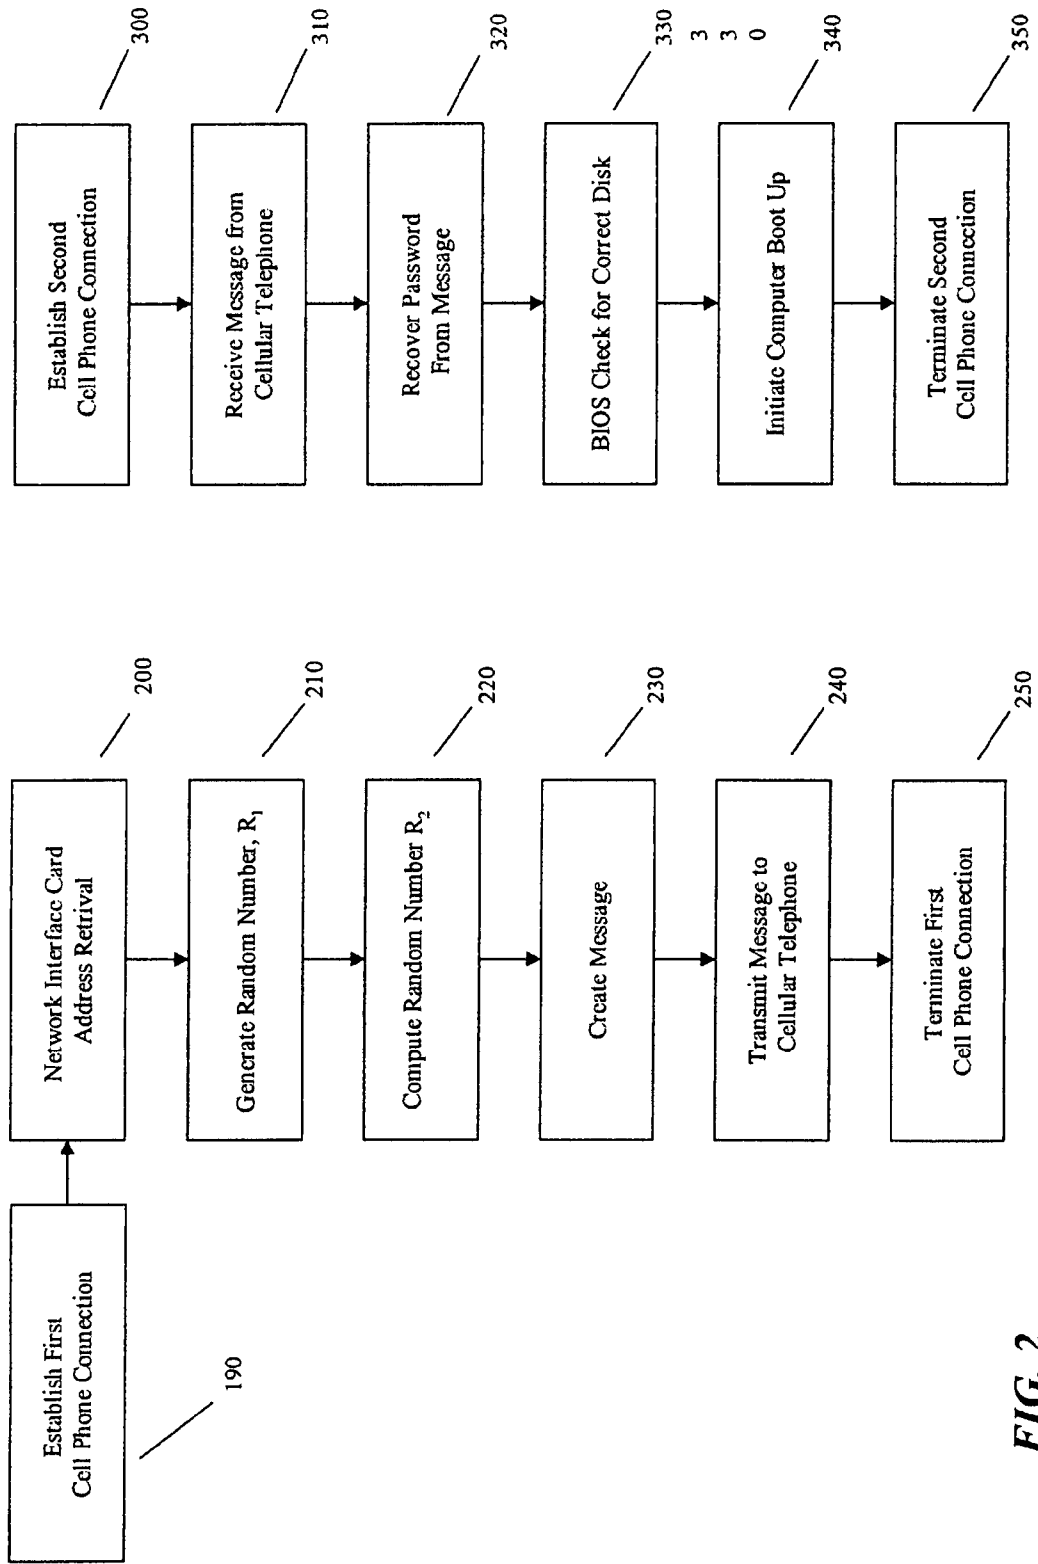 Establish First
Cell Phone Connection
190
Network Interface Card
Address Retrival
200
Generate Random Number, R1
210
Compute Random Number R2
220
Create Message
230
Transmit Message to
Cellular Telephone
240
Terminate First
Cell Phone Connection
250
Establish Second
Cell Phone Connection
300
Receive Message from
Cellular Telephone
310
Recover Password
From Message
320
BIOS Check for Correct Disk
330
3
3
0
Initiate Computer Boot Up
340
Terminate Second
Cell Phone Connection
350
FIG. 2